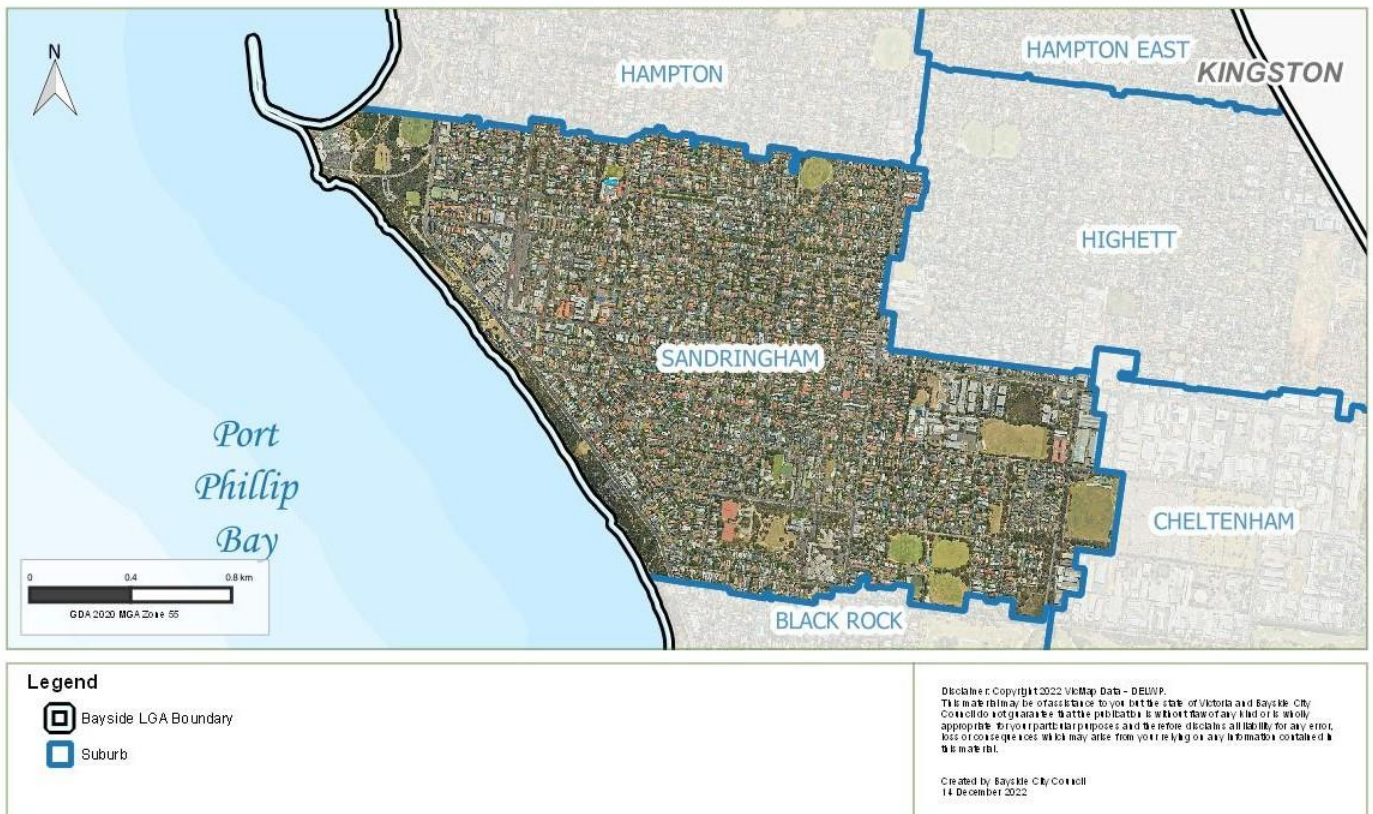 N
HAMPTON
HAMPTON EAST
KINGSTON
HIGHETT
SANDRINGHAM
Port
Phillip
Bay
CHELTENHAM
BLACK ROCK
0 0.4 0.8 km
GDA 2020 MGA Zone 55
Legend
Bayside LGA Boundary
Suburb
Disclaimer: Copyright 2022 VicMap Data - DELWP.
This material may be of assistance to you but the state of Victoria and Bayside City
Council do not guarantee that the publication is without flaw of any kind or is wholly
appropriate for your particular purposes and therefore disclaims all liability for any error,
loss or consequences which may arise from your relying on any information contained in
this material.
Created by Bayside City Council
14 December 2022